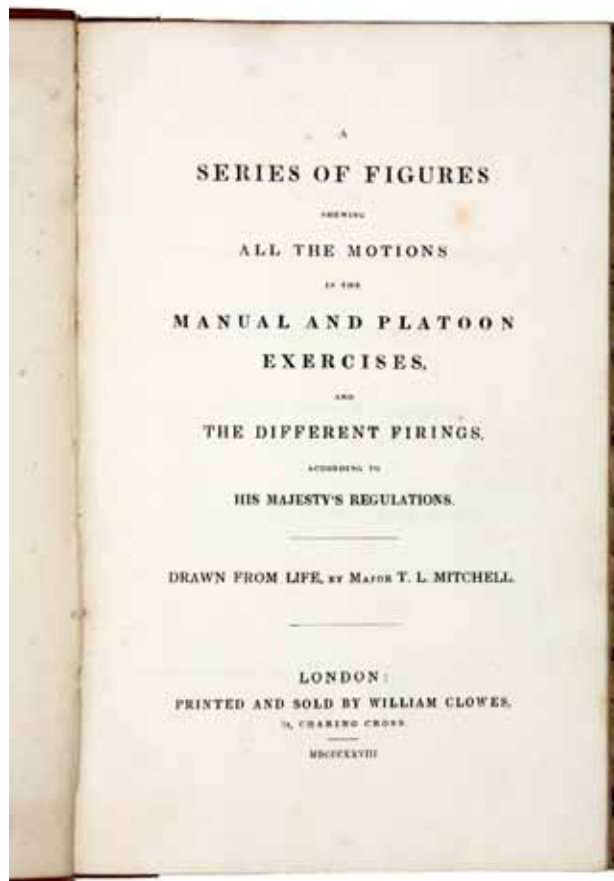 A
SERIES OF FIGURES
SHEWING
ALL THE MOTIONS
IN THE
MANUAL AND PLATOON
EXERCISES,
AND
THE DIFFERENT FIRINGS,
ACCORDING TO
HIS MAJESTY'S REGULATIONS.
DRAWN FROM LIFE, BY MAJOR T. L. MITCHELL.
LONDON:
PRINTED AND SOLD BY WILLIAM CLOWES,
CHARING CROSS.
MDCCCXXVIII